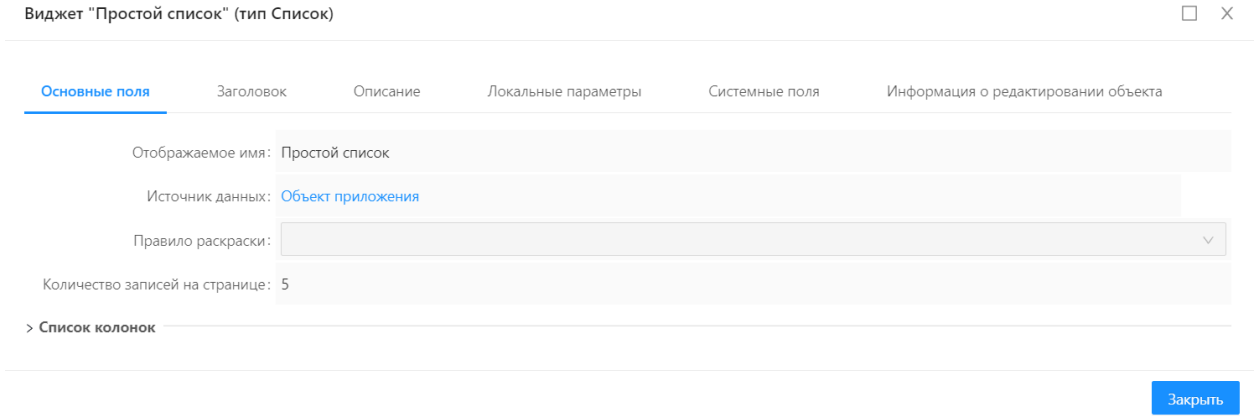 Виджет "Простой список" (тип Список)
Основные поля Заголовок Описание Локальные параметры Системные поля Информация о редактировании объекта
Отображаемое имя: Простой список
Источник данных: Объект приложения
Правило раскраски:
Количество записей на странице: 5
> Список колонок
Закрыть